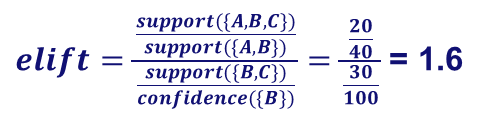 elift = support({A,B,C}) / support({A,B}) / support({B,C}) / confidence({B}) = 20 / 40 / 30 / 100 = 1.6